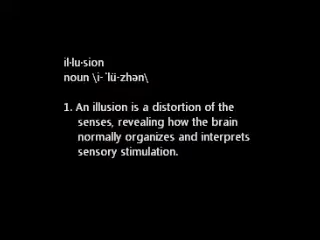 il·lu·sion
noun \i-ˈlü-zhən\
1. An illusion is a distortion of the
senses, revealing how the brain
normally organizes and interprets
sensory stimulation.